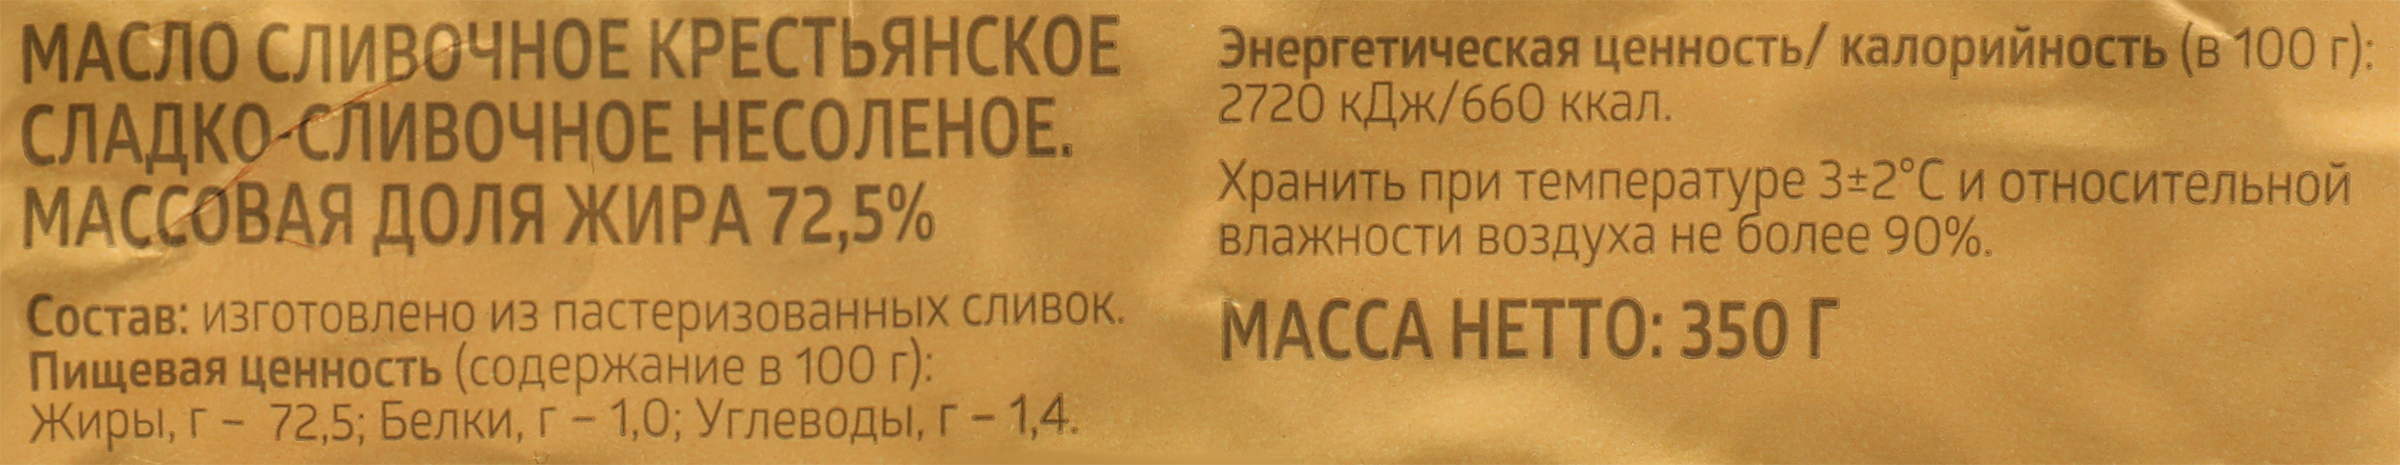 МАСЛО СЛИВОЧНОЕ КРЕСТЬЯНСКОЕ
СЛАДКО-СЛИВОЧНОЕ НЕСОЛЕНОЕ.
МАССОВАЯ ДОЛЯ ЖИРА 72,5%
Состав: изготовлено из пастеризованных сливок.
Пищевая ценность (содержание в 100 г):
Жиры, г – 72,5; Белки, г – 1,0; Углеводы, г – 1,4.
Энергетическая ценность/ калорийность (в 100 г):
2720 кДж/660 ккал.
Хранить при температуре 3±2°С и относительной
влажности воздуха не более 90%.
МАССА НЕТТО: 350 Г